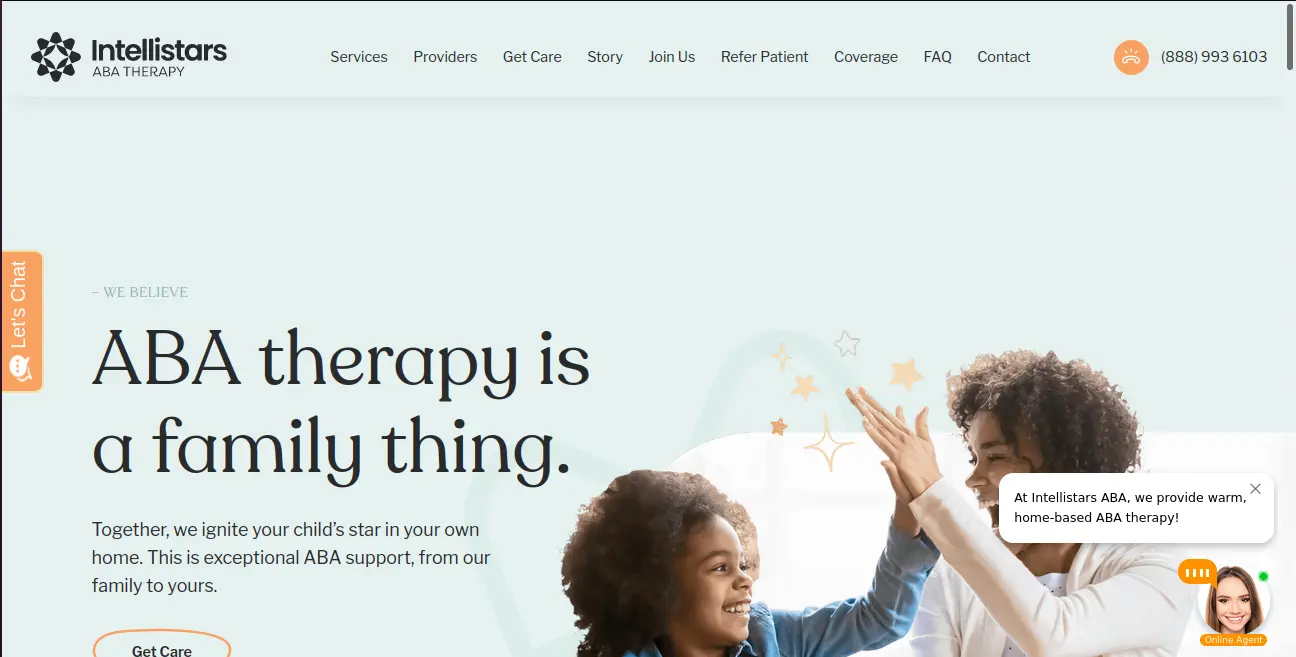 Intellistars
ABA THERAPY
Services Providers Get Care Story Join Us Refer Patient Coverage FAQ Contact
(888) 993 6103
Let's Chat
– WE BELIEVE
ABA therapy is
a family thing.
Together, we ignite your child’s star in your own
home. This is exceptional ABA support, from our
family to yours.
Get Care
At Intellistars ABA, we provide warm,
home-based ABA therapy!
Online Agent